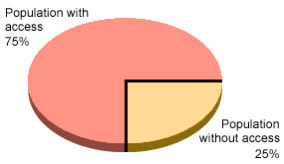 Population with
access
75%
Population
without access
25%